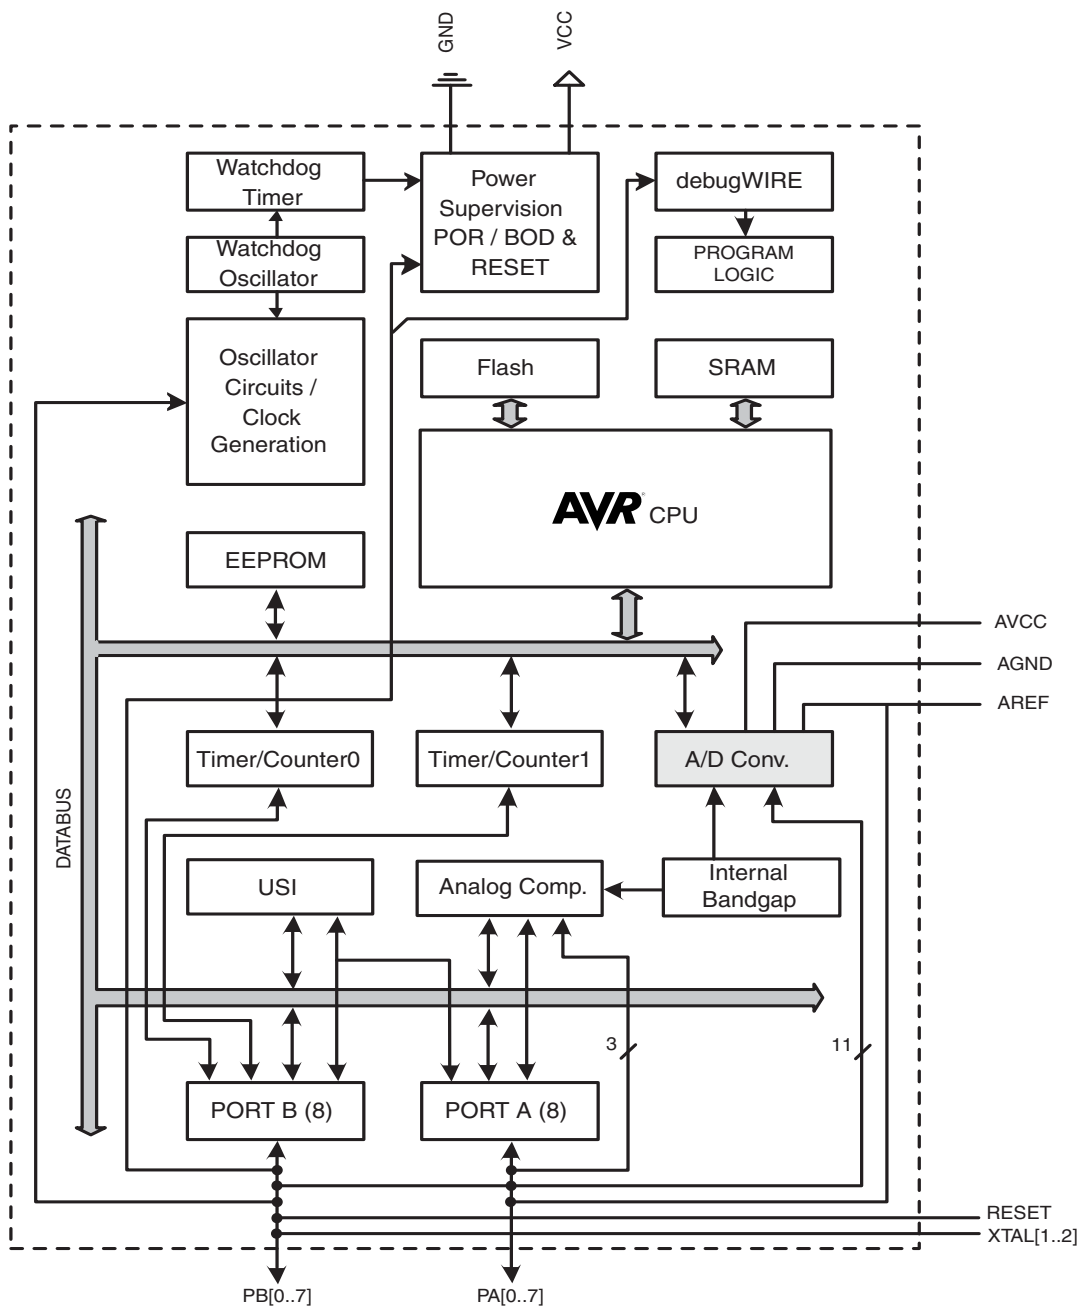 GND
VCC
Watchdog
Timer
Power
Supervision
POR / BOD &
RESET
debugWIRE
Watchdog
Oscillator
PROGRAM
LOGIC
Oscillator
Circuits /
Clock
Generation
Flash
SRAM
AVR® CPU
EEPROM
AVCC
AGND
AREF
Timer/Counter0
Timer/Counter1
A/D Conv.
DATABUS
USI
Analog Comp.
Internal
Bandgap
3
11
PORT B (8)
PORT A (8)
RESET
XTAL[1..2]
PB[0..7]
PA[0..7]